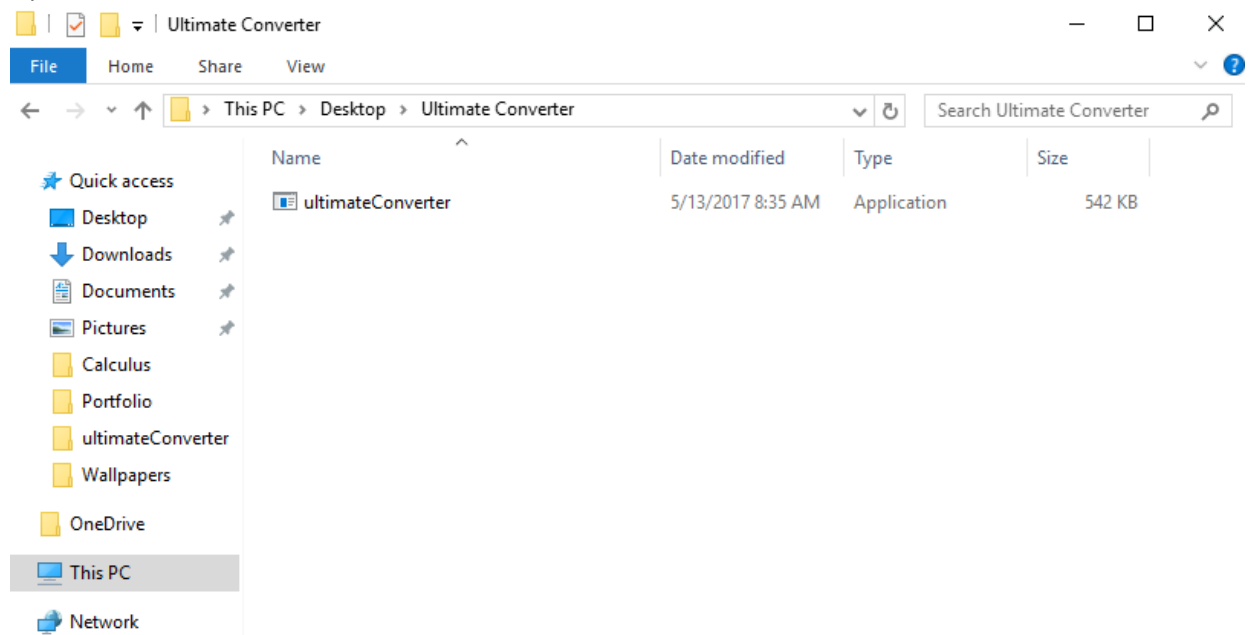 Ultimate Converter
File Home Share View
This PC > Desktop > Ultimate Converter Search Ultimate Converter
Name Date modified Type Size
Quick access
ultimateConverter 5/13/2017 8:35 AM Application 542 KB
Desktop
Downloads
Documents
Pictures
Calculus
Portfolio
ultimateConverter
Wallpapers
OneDrive
This PC
Network